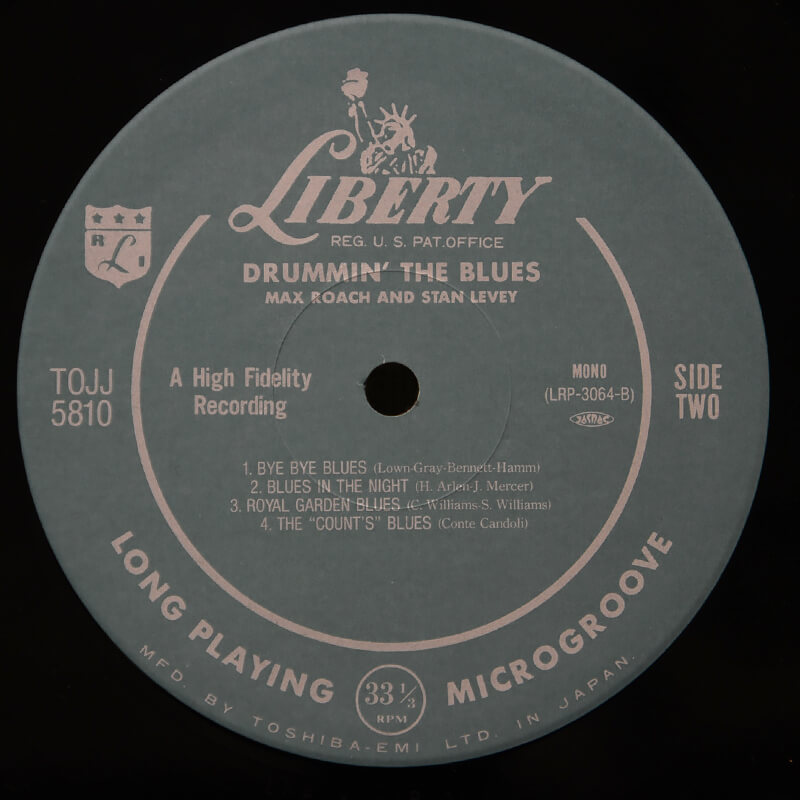 LIBERTY
REG. U. S. PAT.OFFICE
R L I
DRUMMIN' THE BLUES
MAX ROACH AND STAN LEVEY
TOJJ
5810
A High Fidelity
Recording
MONO
(LRP-3064-B)
JASRAC
SIDE
TWO
1. BYE BYE BLUES (Lown-Gray-Bennett-Hamm)
2. BLUES IN THE NIGHT (H. Arlen-J. Mercer)
3. ROYAL GARDEN BLUES (C. Williams-S. Williams)
4. THE "COUNT'S" BLUES (Conte Candoli)
LONG PLAYING MICROGROOVE
33 1/3
RPM
MFD. BY TOSHIBA-EMI LTD. IN JAPAN.